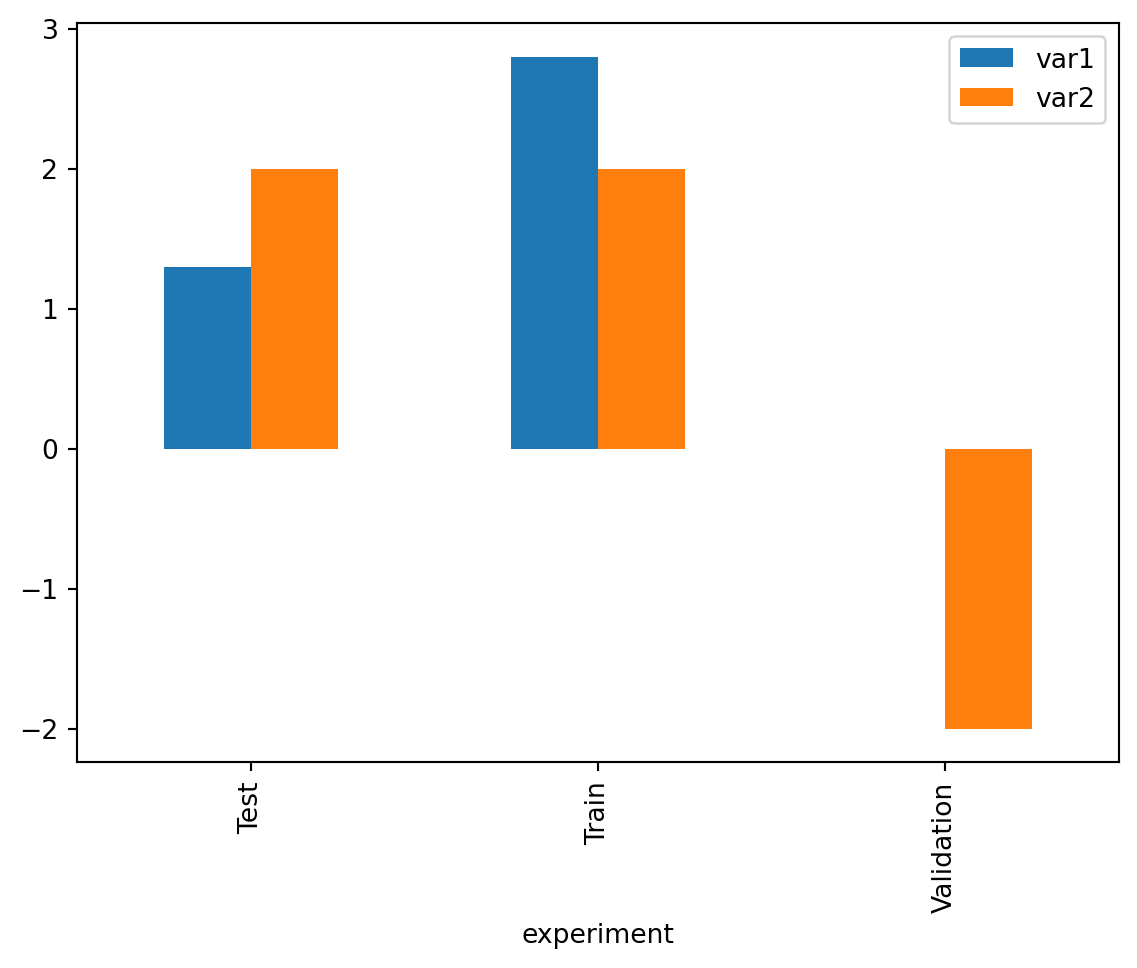 3
2
1
0
−1
−2
var1
var2
Test
Train
Validation
experiment